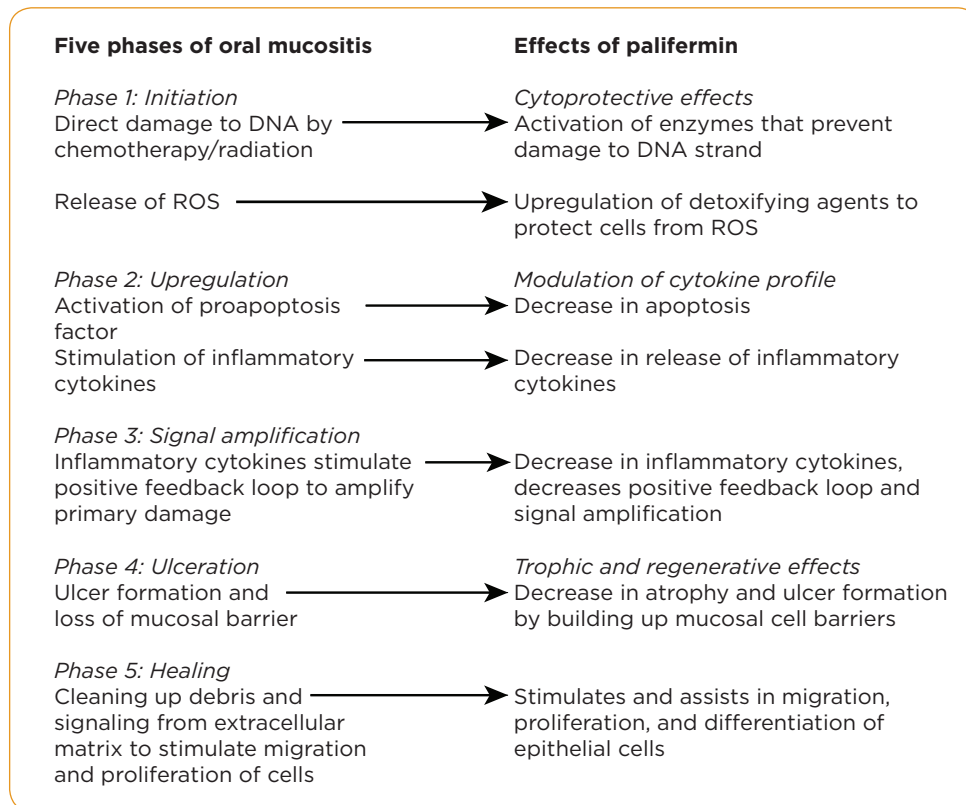 Five phases of oral mucositis
Effects of palifermin
Phase 1: Initiation
Direct damage to DNA by
chemotherapy/radiation
Cytoprotective effects
Activation of enzymes that prevent
damage to DNA strand
Release of ROS
Upregulation of detoxifying agents to
protect cells from ROS
Phase 2: Upregulation
Activation of proapoptosis
factor
Modulation of cytokine profile
Decrease in apoptosis
Stimulation of inflammatory
cytokines
Decrease in release of inflammatory
cytokines
Phase 3: Signal amplification
Inflammatory cytokines stimulate
positive feedback loop to amplify
primary damage
Decrease in inflammatory cytokines,
decreases positive feedback loop and
signal amplification
Phase 4: Ulceration
Ulcer formation and
loss of mucosal barrier
Trophic and regenerative effects
Decrease in atrophy and ulcer formation
by building up mucosal cell barriers
Phase 5: Healing
Cleaning up debris and
signaling from extracellular
matrix to stimulate migration
and proliferation of cells
Stimulates and assists in migration,
proliferation, and differentiation of
epithelial cells